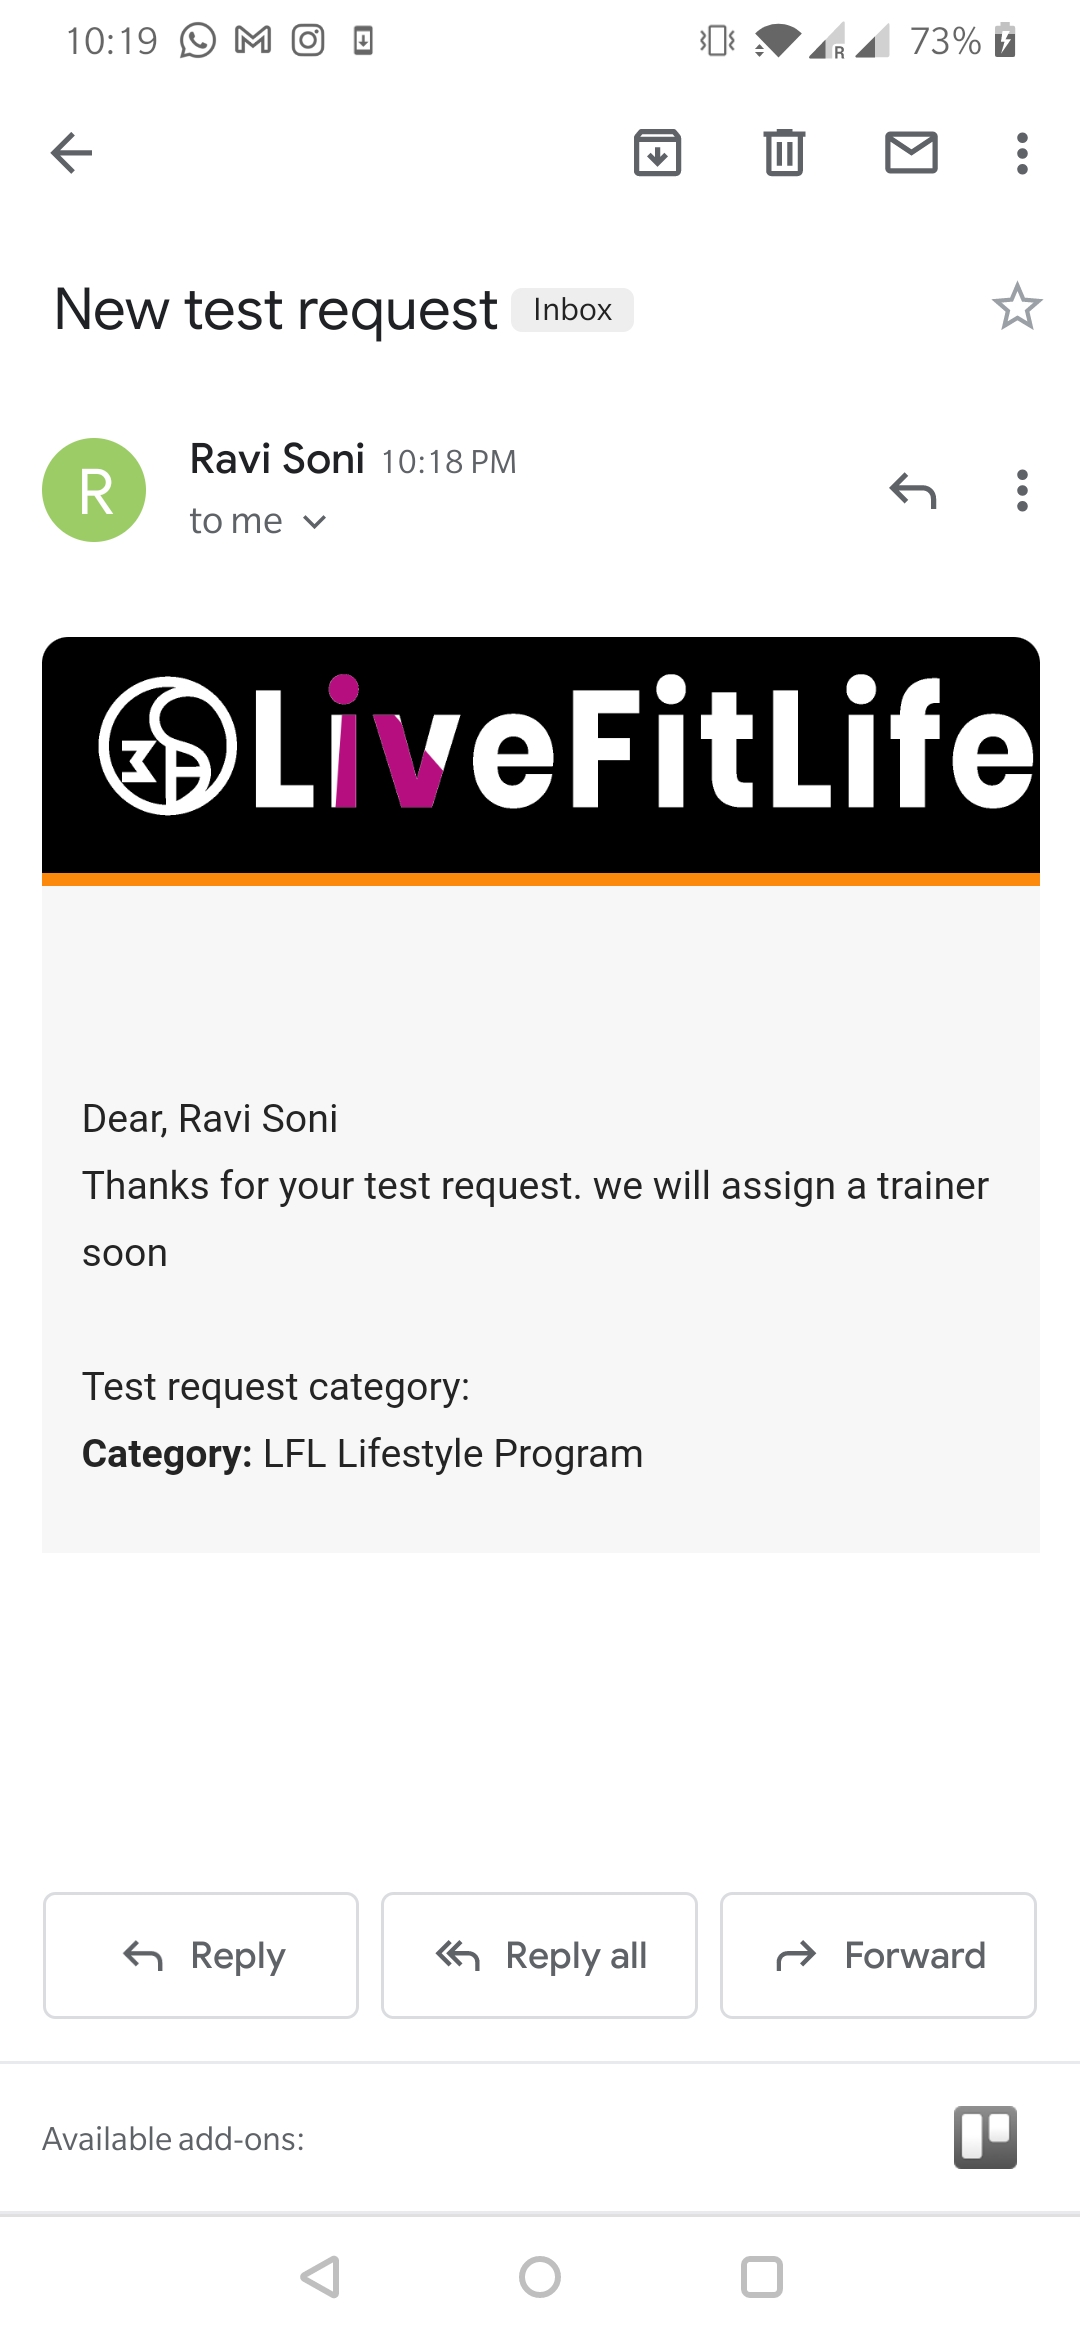 10:19
R
73%
New test request Inbox
R
Ravi Soni 10:18 PM
to me
LiveFitLife
Dear, Ravi Soni
Thanks for your test request. we will assign a trainer
soon
Test request category:
Category: LFL Lifestyle Program
Reply
Reply all
Forward
Available add-ons: